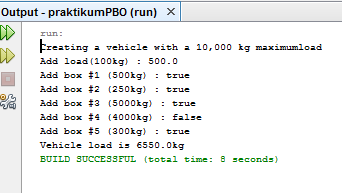 Output - praktikumPBO (run) X
run:
Creating a vehicle with a 10,000 kg maximumload
Add load(100kg) : 500.0
Add box #1 (500kg) : true
Add box #2 (250kg) : true
Add box #3 (5000kg) : true
Add box #4 (4000kg) : false
Add box #5 (300kg) : true
Vehicle load is 6550.0kg
BUILD SUCCESSFUL (total time: 8 seconds)